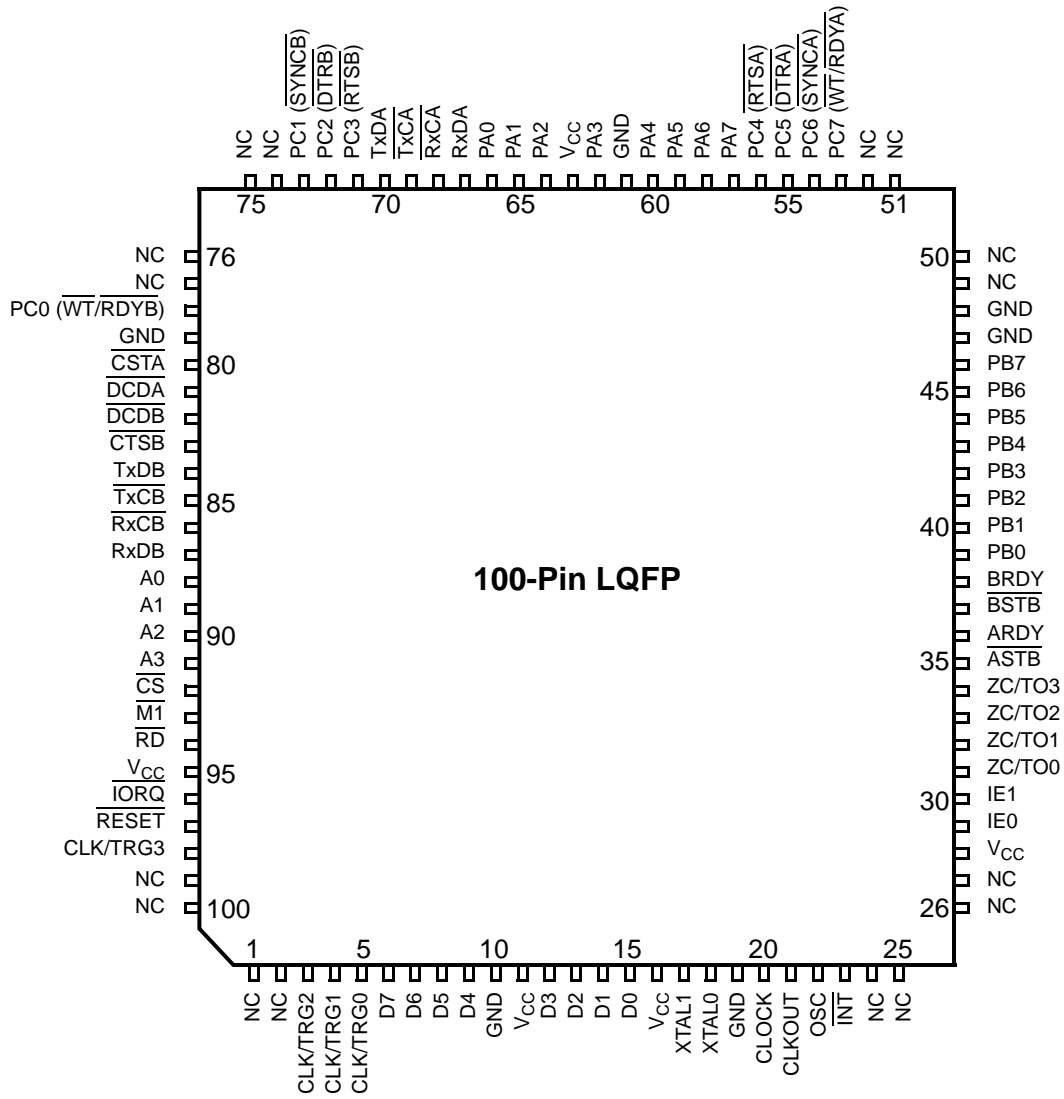 NC
NC
PC1 (SYNCB)
PC2 (DTRB)
PC3 (RTSB)
TxDA
TxCA
RxCA
RxDA
PA0
PA1
PA2
VCC
PA3
GND
PA4
PA5
PA6
PA7
PC4 (RTSA)
PC5 (DTRA)
PC6 (SYNCA)
PC7 (WT/RDYA)
NC
NC
75
70
65
60
55
51
NC
NC
PC0 (WT/RDYB)
GND
CSTA
DCDA
DCDB
CTSB
TxDB
TxCB
RxCB
RxDB
A0
A1
A2
A3
CS
M1
RD
VCC
IORQ
RESET
CLK/TRG3
NC
NC
76
80
85
90
95
100
100-Pin LQFP
50
45
40
35
30
26
NC
NC
GND
GND
PB7
PB6
PB5
PB4
PB3
PB2
PB1
PB0
BRDY
BSTB
ARDY
ASTB
ZC/TO3
ZC/TO2
ZC/TO1
ZC/TO0
IE1
IE0
VCC
NC
NC
1
5
10
15
20
25
NC
NC
CLK/TRG2
CLK/TRG1
CLK/TRG0
D7
D6
D5
D4
GND
VCC
D3
D2
D1
D0
VCC
XTAL1
XTAL0
GND
CLOCK
CLKOUT
OSC
INT
NC
NC